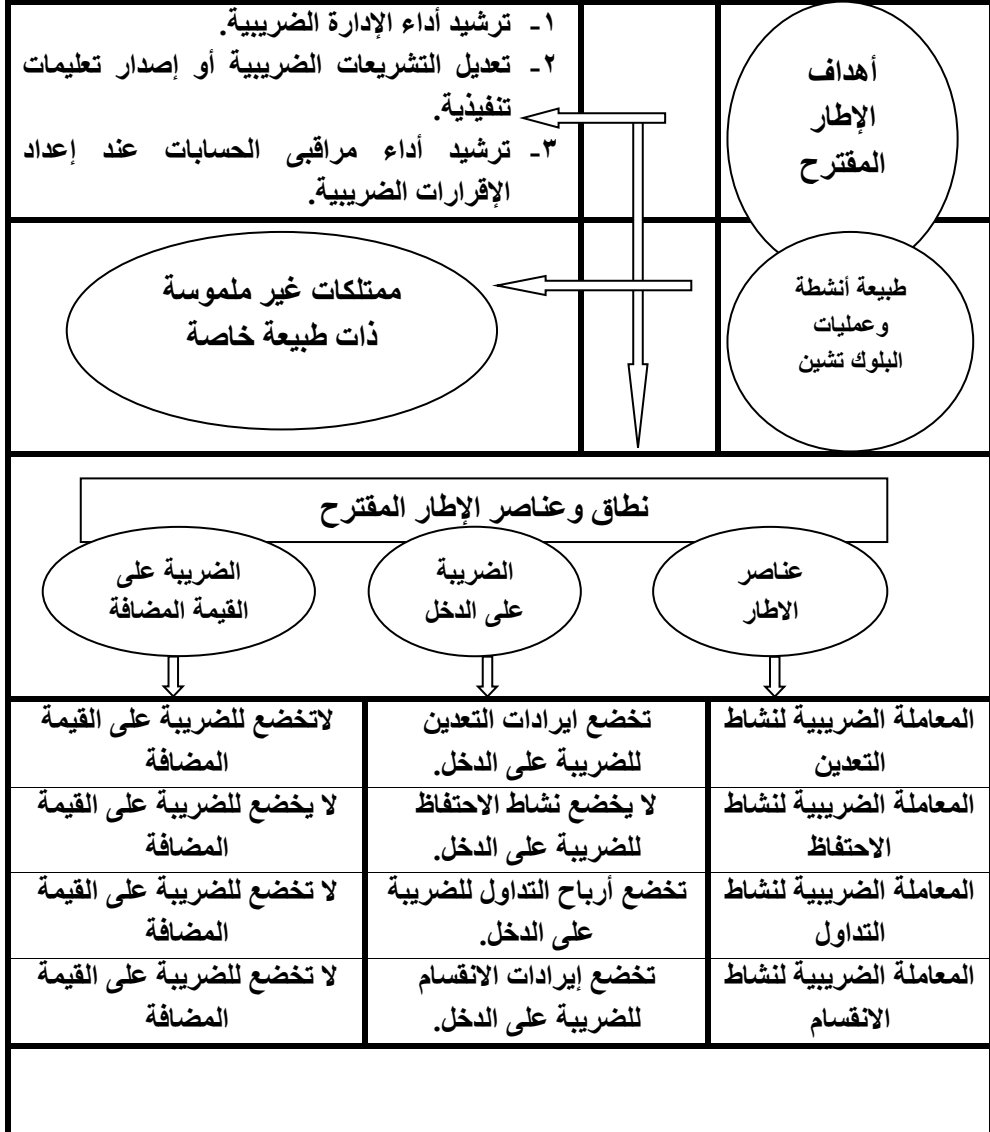 أهداف
الإطار
المقترح
١- ترشيد أداء الإدارة الضريبية.
٢- تعديل التشريعات الضريبية أو إصدار تعليمات
تنفيذية.
٣- ترشيد أداء مراقبى الحسابات عند إعداد
الإقرارات الضريبية.
طبيعة أنشطة
وعمليات
البلوك تشين
ممتلكات غير ملموسة
ذات طبيعة خاصة
نطاق وعناصر الإطار المقترح
عناصر
الاطار
الضريبة
على الدخل
الضريبة على
القيمة المضافة
المعاملة الضريبية لنشاط
التعدين
تخضع ايرادات التعدين
للضريبة على الدخل.
لاتخضع للضريبة على القيمة
المضافة
المعاملة الضريبية لنشاط
الاحتفاظ
لا يخضع نشاط الاحتفاظ
للضريبة على الدخل.
لا يخضع للضريبة على القيمة
المضافة
المعاملة الضريبية لنشاط
التداول
تخضع أرباح التداول للضريبة
على الدخل.
لا تخضع للضريبة على القيمة
المضافة
المعاملة الضريبية لنشاط
الانقسام
تخضع إيرادات الانقسام
للضريبة على الدخل.
لا تخضع للضريبة على القيمة
المضافة